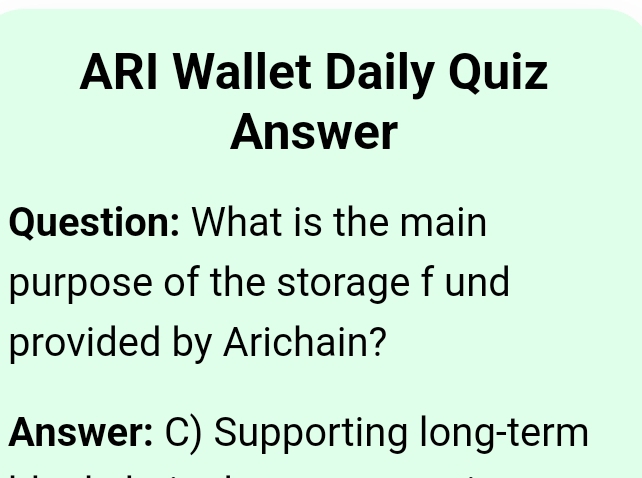 ARI Wallet Daily Quiz
Answer
Question: What is the main
purpose of the storage f und
provided by Arichain?
Answer: C) Supporting long-term